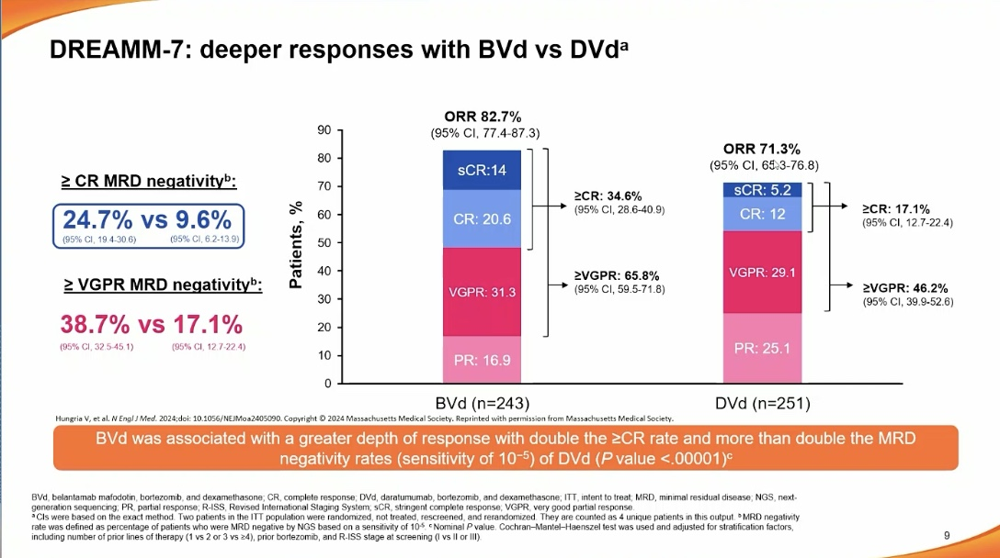 DREAMM-7: deeper responses with BVd vs DVdᵃ
≥ CR MRD negativityᵇ:
24.7% vs 9.6%
(95% CI, 19.4-30.6) (95% CI, 6.2-13.9)
≥ VGPR MRD negativityᵇ:
38.7% vs 17.1%
(95% CI, 32.5-45.1) (95% CI, 12.7-22.4)
Patients, %
90
80
70
60
50
40
30
20
10
0
ORR 82.7%
(95% CI, 77.4-87.3)
sCR:14
CR: 20.6
VGPR: 31.3
PR: 16.9
≥CR: 34.6%
(95% CI, 28.6-40.9)
≥VGPR: 65.8%
(95% CI, 59.5-71.8)
BVd (n=243)
ORR 71.3%
(95% CI, 65.3-76.8)
sCR: 5.2
CR: 12
VGPR: 29.1
PR: 25.1
≥CR: 17.1%
(95% CI, 12.7-22.4)
≥VGPR: 46.2%
(95% CI, 39.9-52.6)
DVd (n=251)
Hungria V, et al. N Engl J Med. 2024;doi: 10.1056/NEJMoa2405090. Copyright © 2024 Massachusetts Medical Society. Reprinted with permission from Massachusetts Medical Society.
BVd was associated with a greater depth of response with double the ≥CR rate and more than double the MRD
negativity rates (sensitivity of 10⁻⁵) of DVd (P value <.00001)ᶜ
BVd, belantamab mafodotin, bortezomib, and dexamethasone; CR, complete response; DVd, daratumumab, bortezomib, and dexamethasone; ITT, intent to treat; MRD, minimal residual disease; NGS, next-
generation sequencing; PR, partial response; R-ISS, Revised International Staging System; sCR, stringent complete response; VGPR, very good partial response.
ᵃ CIs were based on the exact method. Two patients in the ITT population were randomized, not treated, rescreened, and rerandomized. They are counted as 4 unique patients in this output. ᵇ MRD negativity
rate was defined as percentage of patients who were MRD negative by NGS based on a sensitivity of 10⁻⁵. ᶜ Nominal P value. Cochran–Mantel–Haenszel test was used and adjusted for stratification factors,
including number of prior lines of therapy (1 vs 2 or 3 vs ≥4), prior bortezomib, and R-ISS stage at screening (I vs II or III).
9